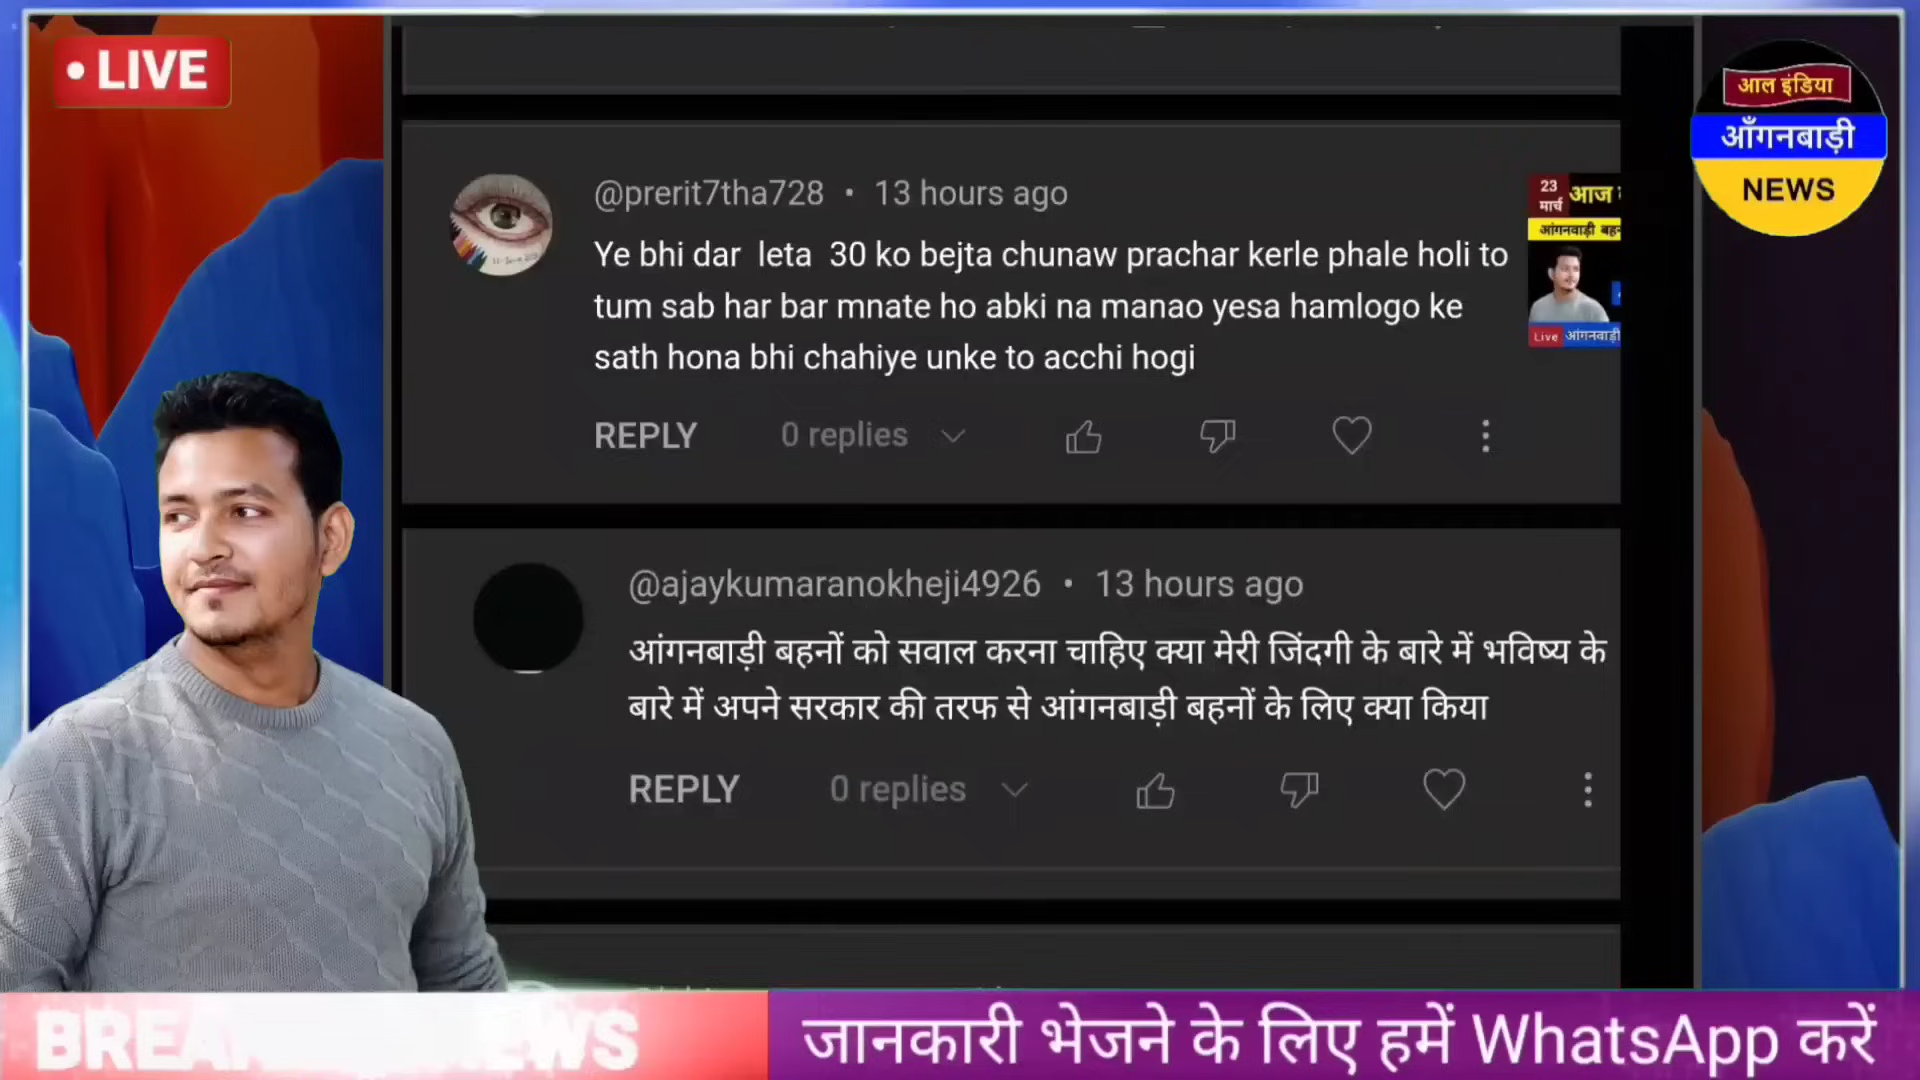 LIVE
आल इंडिया
आँगनबाड़ी
NEWS
@prerit7tha728 • 13 hours ago
Ye bhi dar leta 30 ko bejta chunaw prachar kerle phale holi to
tum sab har bar mnate ho abki na manao yesa hamlogo ke
sath hona bhi chahiye unke to acchi hogi
REPLY 0 replies
23
मार्च
आज
आंगनवाड़ी
Live आंगनवाड़ी
@ajaykumaranokheji4926 • 13 hours ago
आंगनबाड़ी बहनों को सवाल करना चाहिए क्या मेरी जिंदगी के बारे में भविष्य के
बारे में अपने सरकार की तरफ से आंगनबाड़ी बहनों के लिए क्या किया
REPLY 0 replies
जानकारी भेजने के लिए हमें WhatsApp करें